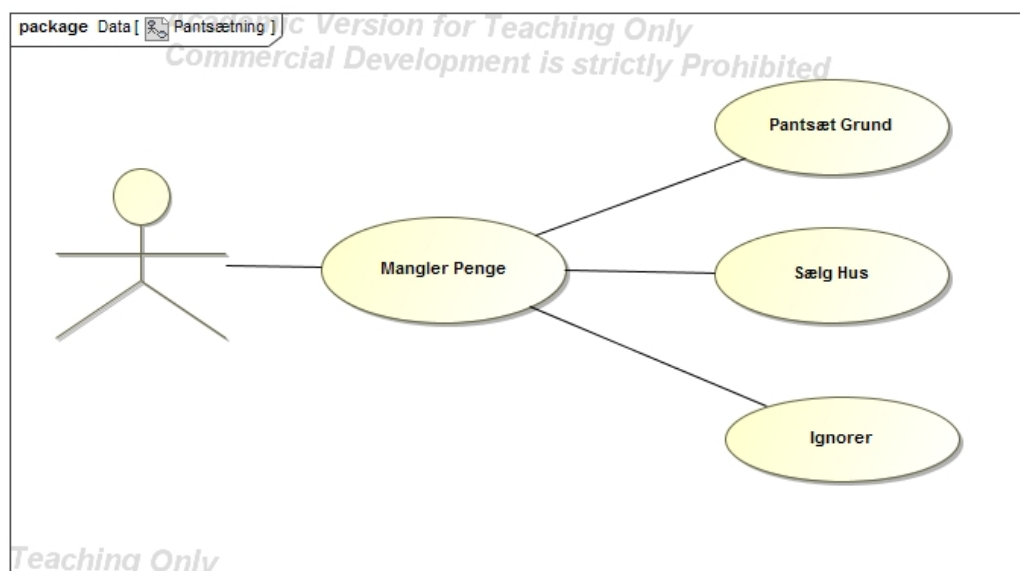 package Data [ Pantsætning ]
Academic Version for Teaching Only
Commercial Development is strictly Prohibited
Pantsæt Grund
Mangler Penge
Sælg Hus
Ignorer
Teaching Only